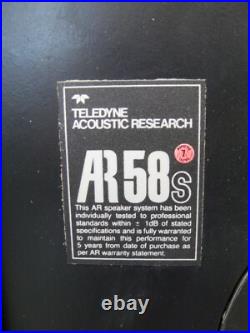 TELEDYNE
ACOUSTIC RESEARCH
AR58s
This AR speaker system has been
individually tested to professional
standards within ± 1dB of stated
specifications and is fully warranted
to maintain this performance for
5 years from date of purchase as
per AR warranty statement.